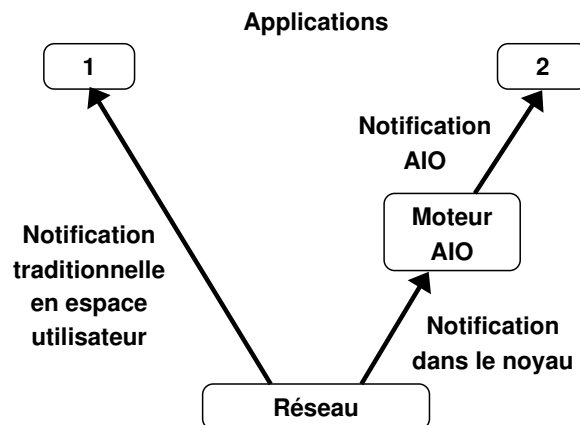 Applications
1
2
Notification
AIO
Moteur
AIO
Notification
traditionnelle
en espace
utilisateur
Notification
dans le noyau
Réseau